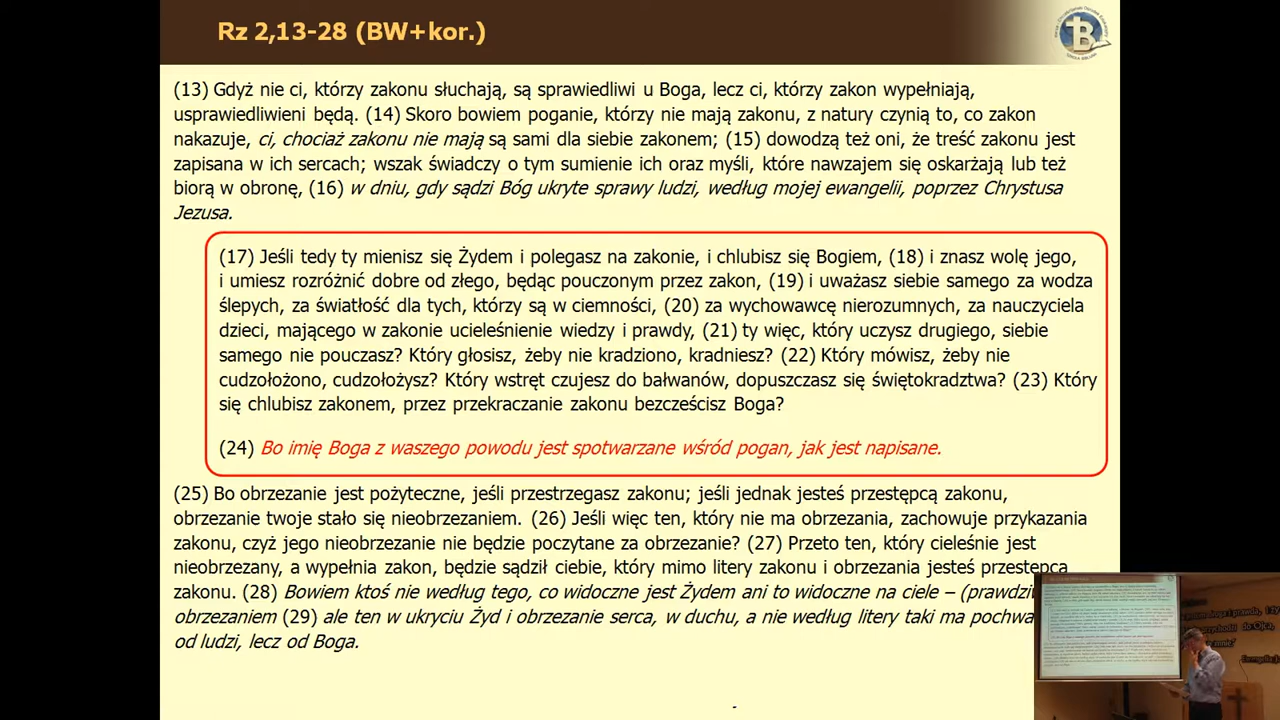 Rz 2,13-28 (BW+kor.)
(13) Gdyż nie ci, którzy zakonu słuchają, są sprawiedliwi u Boga, lecz ci, którzy zakon wypełniają,
usprawiedliwieni będą. (14) Skoro bowiem poganie, którzy nie mają zakonu, z natury czynią to, co zakon
nakazuje, ci, chociaż zakonu nie mają są sami dla siebie zakonem; (15) dowodzą też oni, że treść zakonu jest
zapisana w ich sercach; wszak świadczy o tym sumienie ich oraz myśli, które nawzajem się oskarżają lub też
biorą w obronę, (16) w dniu, gdy sądzi Bóg ukryte sprawy ludzi, według mojej ewangelii, poprzez Chrystusa
Jezusa.
(17) Jeśli tedy ty mienisz się Żydem i polegasz na zakonie, i chlubisz się Bogiem, (18) i znasz wolę jego,
i umiesz rozróżnić dobre od złego, będąc pouczonym przez zakon, (19) i uważasz siebie samego za wodza
ślepych, za światłość dla tych, którzy są w ciemności, (20) za wychowawcę nierozumnych, za nauczyciela
dzieci, mającego w zakonie ucieleśnienie wiedzy i prawdy, (21) ty więc, który uczysz drugiego, siebie
samego nie pouczasz? Który głosisz, żeby nie kradziono, kradniesz? (22) Który mówisz, żeby nie
cudzołożono, cudzołożysz? Który wstręt czujesz do bałwanów, dopuszczasz się świętokradztwa? (23) Który
się chlubisz zakonem, przez przekraczanie zakonu bezcześcisz Boga?
(24) Bo imię Boga z waszego powodu jest spotwarzane wśród pogan, jak jest napisane.
(25) Bo obrzezanie jest pożyteczne, jeśli przestrzegasz zakonu; jeśli jednak jesteś przestępcą zakonu,
obrzezanie twoje stało się nieobrzezaniem. (26) Jeśli więc ten, który nie ma obrzezania, zachowuje przykazania
zakonu, czyż jego nieobrzezanie nie będzie poczytane za obrzezanie? (27) Przeto ten, który cieleśnie jest
nieobrzezany, a wypełnia zakon, będzie sądził ciebie, który mimo litery zakonu i obrzezania jesteś przestępcą
zakonu. (28) Bowiem ktoś nie według tego, co widoczne jest Żydem ani to widoczne na ciele – (prawdziw
obrzezaniem (29) ale ten w ukryciu Żyd i obrzezanie serca, w duchu, a nie według litery taki ma pochwa
od ludzi, lecz od Boga.